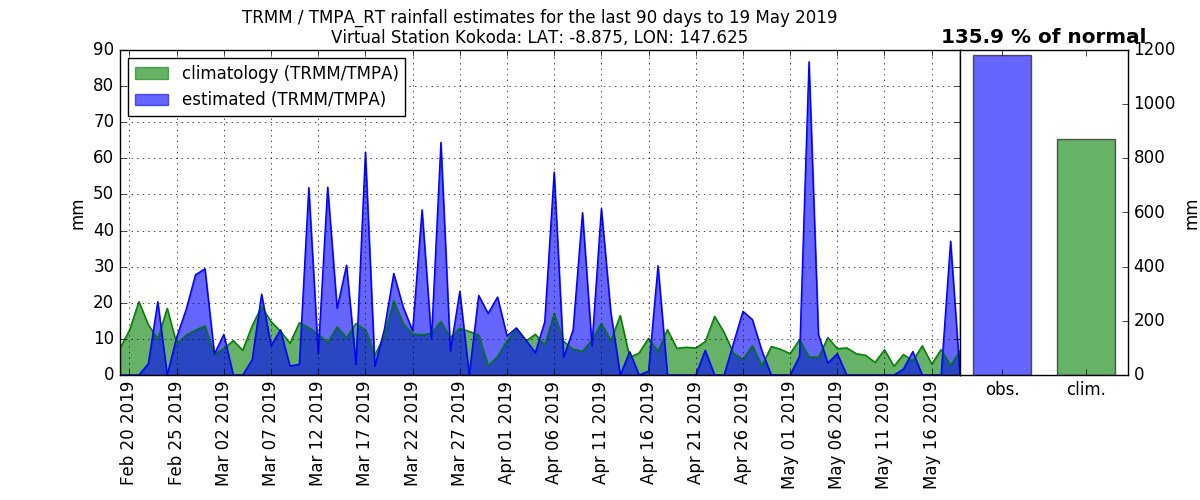 TRMM / TMPA_RT rainfall estimates for the last 90 days to 19 May 2019
Virtual Station Kokoda: LAT: -8.875, LON: 147.625
135.9 % of normal
climatology (TRMM/TMPA)
estimated (TRMM/TMPA)
mm
90
80
70
60
50
40
30
20
10
0
Feb 20 2019
Feb 25 2019
Mar 02 2019
Mar 07 2019
Mar 12 2019
Mar 17 2019
Mar 22 2019
Mar 27 2019
Apr 01 2019
Apr 06 2019
Apr 11 2019
Apr 16 2019
Apr 21 2019
Apr 26 2019
May 01 2019
May 06 2019
May 11 2019
May 16 2019
obs.
clim.
1200
1000
800
600
400
200
0
mm